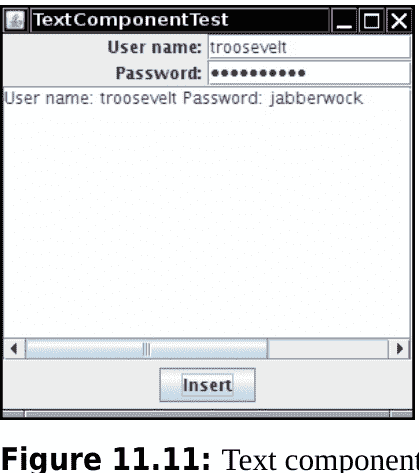 TextComponentTest
User name: troosevelt
Password: ••••••••••
User name: troosevelt Password: jabberwock
Insert
Figure 11.11: Text component